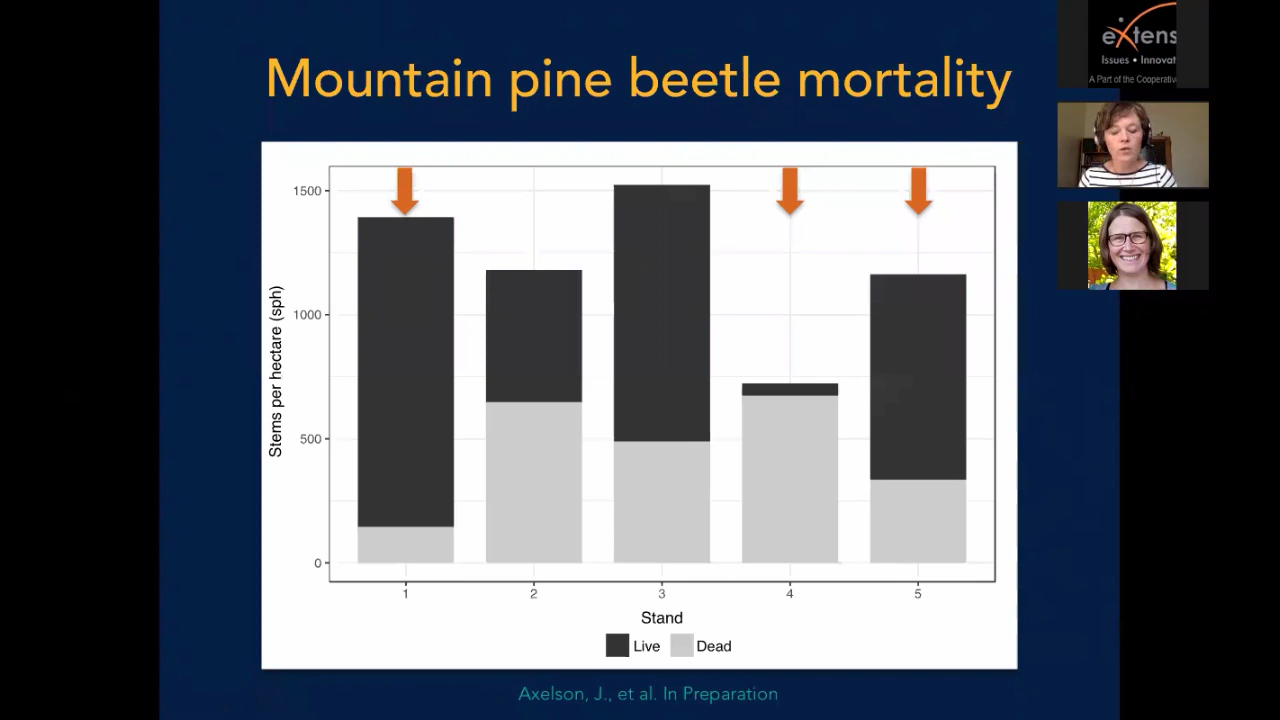 Mountain pine beetle mortality
eXtens
Issues • Innovat
A Part of the Cooperativ
Stems per hectare (sph)
1500
1000
500
0
1 2 3 4 5
Stand
Live Dead
Axelson, J., et al. In Preparation